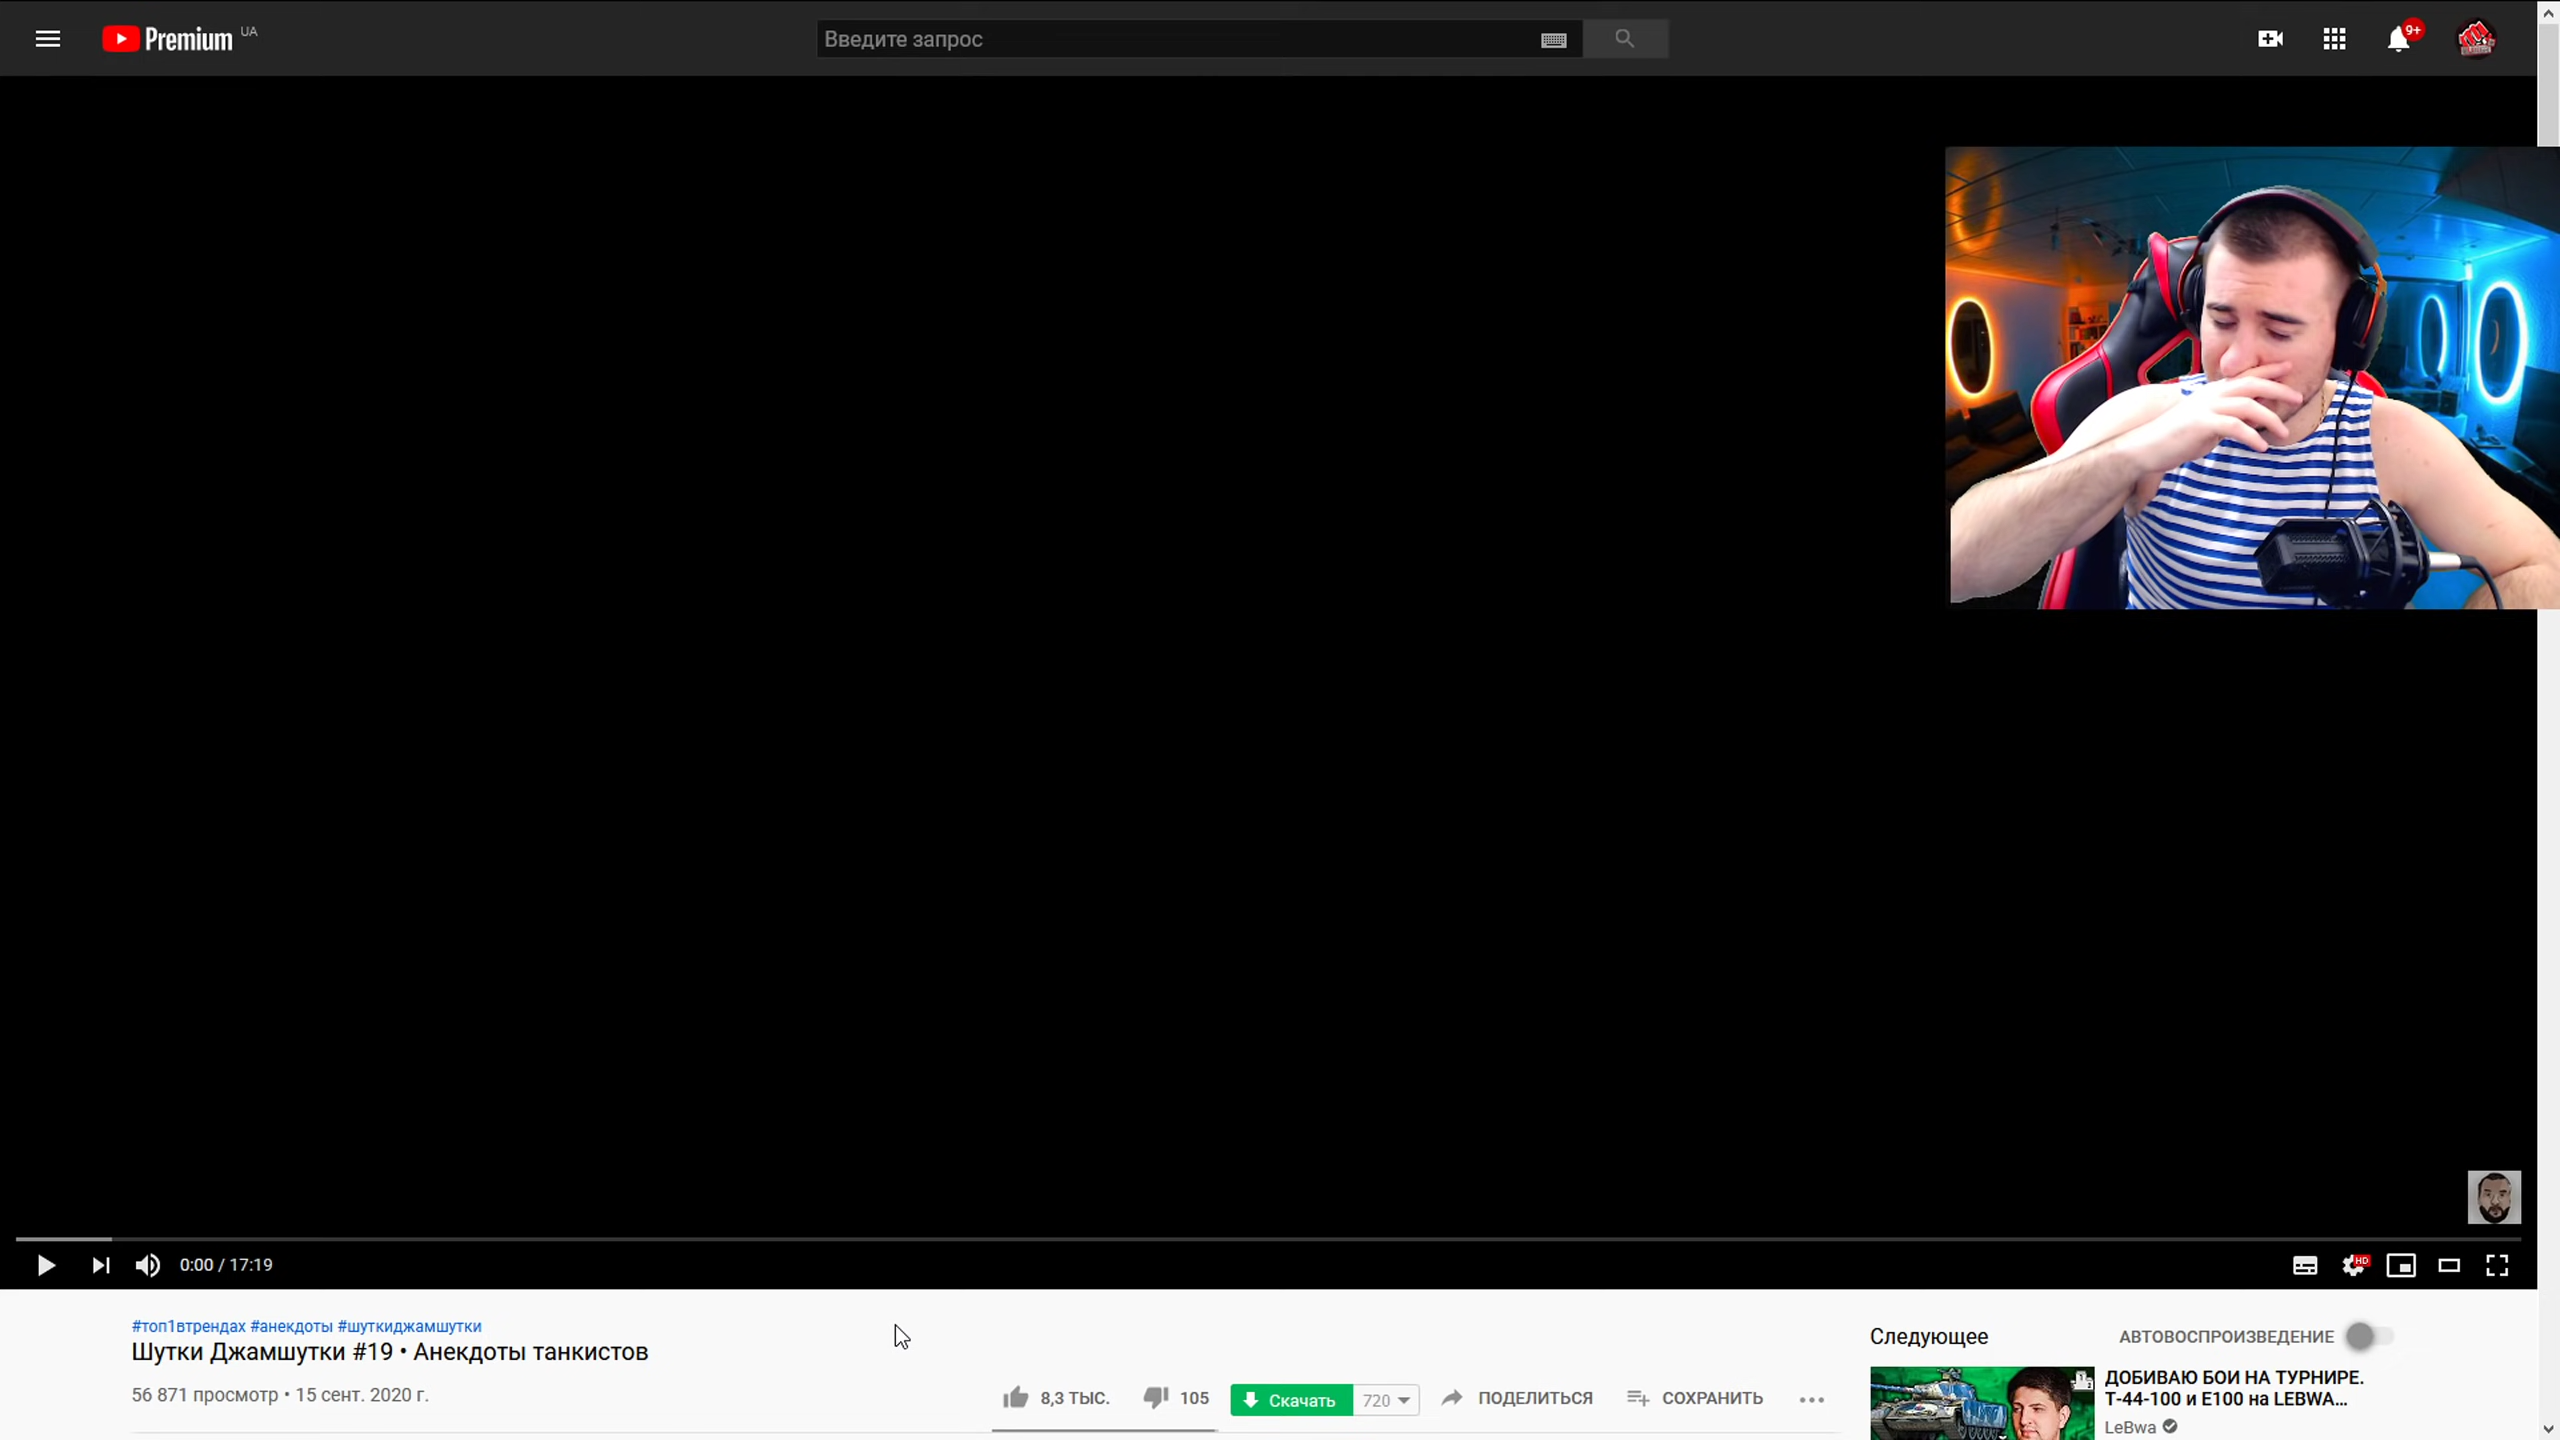 Premium UA
Введите запрос
9+
0:00 / 17:19
HD
#топ1втрендах #анекдоты #шуткиджамшутки
Шутки Джамшутки #19 • Анекдоты танкистов
56 871 просмотр • 15 сент. 2020 г.
8,3 ТЫС.
105
Скачать
720
ПОДЕЛИТЬСЯ
СОХРАНИТЬ
Следующее
АВТОВОСПРОИЗВЕДЕНИЕ
ДОБИВАЮ БОИ НА ТУРНИРЕ.
Т-44-100 и Е100 на LEBWA...
LeBwa